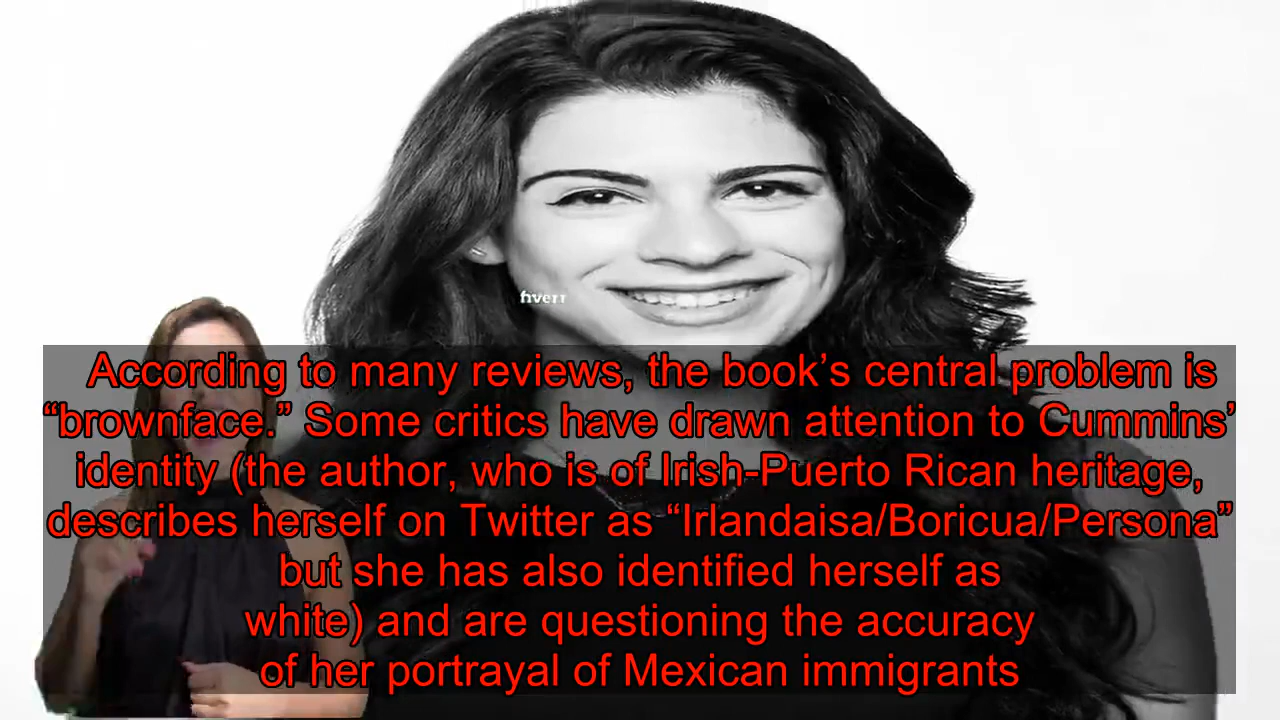 fiverr
According to many reviews, the book’s central problem is
“brownface.” Some critics have drawn attention to Cummins’
identity (the author, who is of Irish-Puerto Rican heritage,
describes herself on Twitter as “Irlandaisa/Boricua/Persona”
but she has also identified herself as
white) and are questioning the accuracy
of her portrayal of Mexican immigrants